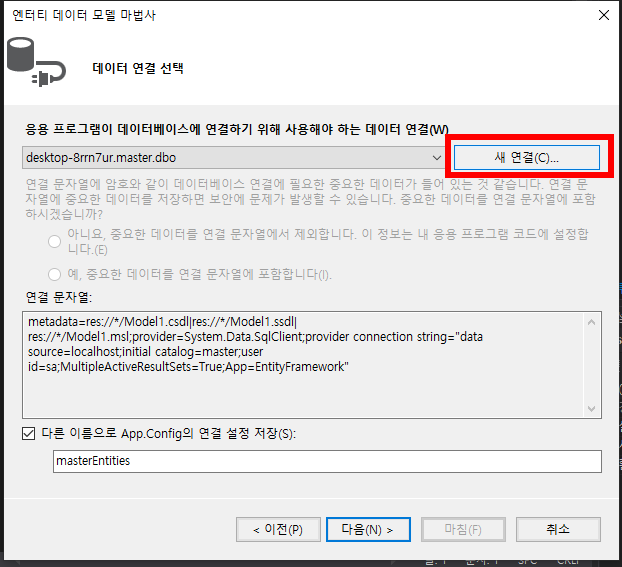 엔터티 데이터 모델 마법사
데이터 연결 선택
응용 프로그램이 데이터베이스에 연결하기 위해 사용해야 하는 데이터 연결(W)
desktop-8rrn7ur.master.dbo
새 연결(C)...
연결 문자열에 암호와 같이 데이터베이스 연결에 필요한 중요한 데이터가 들어 있는 것 같습니다. 연결 문
자열에 중요한 데이터를 저장하면 보안에 문제가 발생할 수 있습니다. 중요한 데이터를 연결 문자열에 포함
하시겠습니까?
아니요, 중요한 데이터를 연결 문자열에서 제외합니다. 이 정보는 내 응용 프로그램 코드에 설정합
니다.(E)
예, 중요한 데이터를 연결 문자열에 포함합니다(I).
연결 문자열:
metadata=res://*/Model1.csdl|res://*/Model1.ssdl|
res://*/Model1.msl;provider=System.Data.SqlClient;provider connection string="data
source=localhost;initial catalog=master;user
id=sa;MultipleActiveResultSets=True;App=EntityFramework"
다른 이름으로 App.Config의 연결 설정 저장(S):
masterEntities
< 이전(P)
다음(N) >
마침(F)
취소